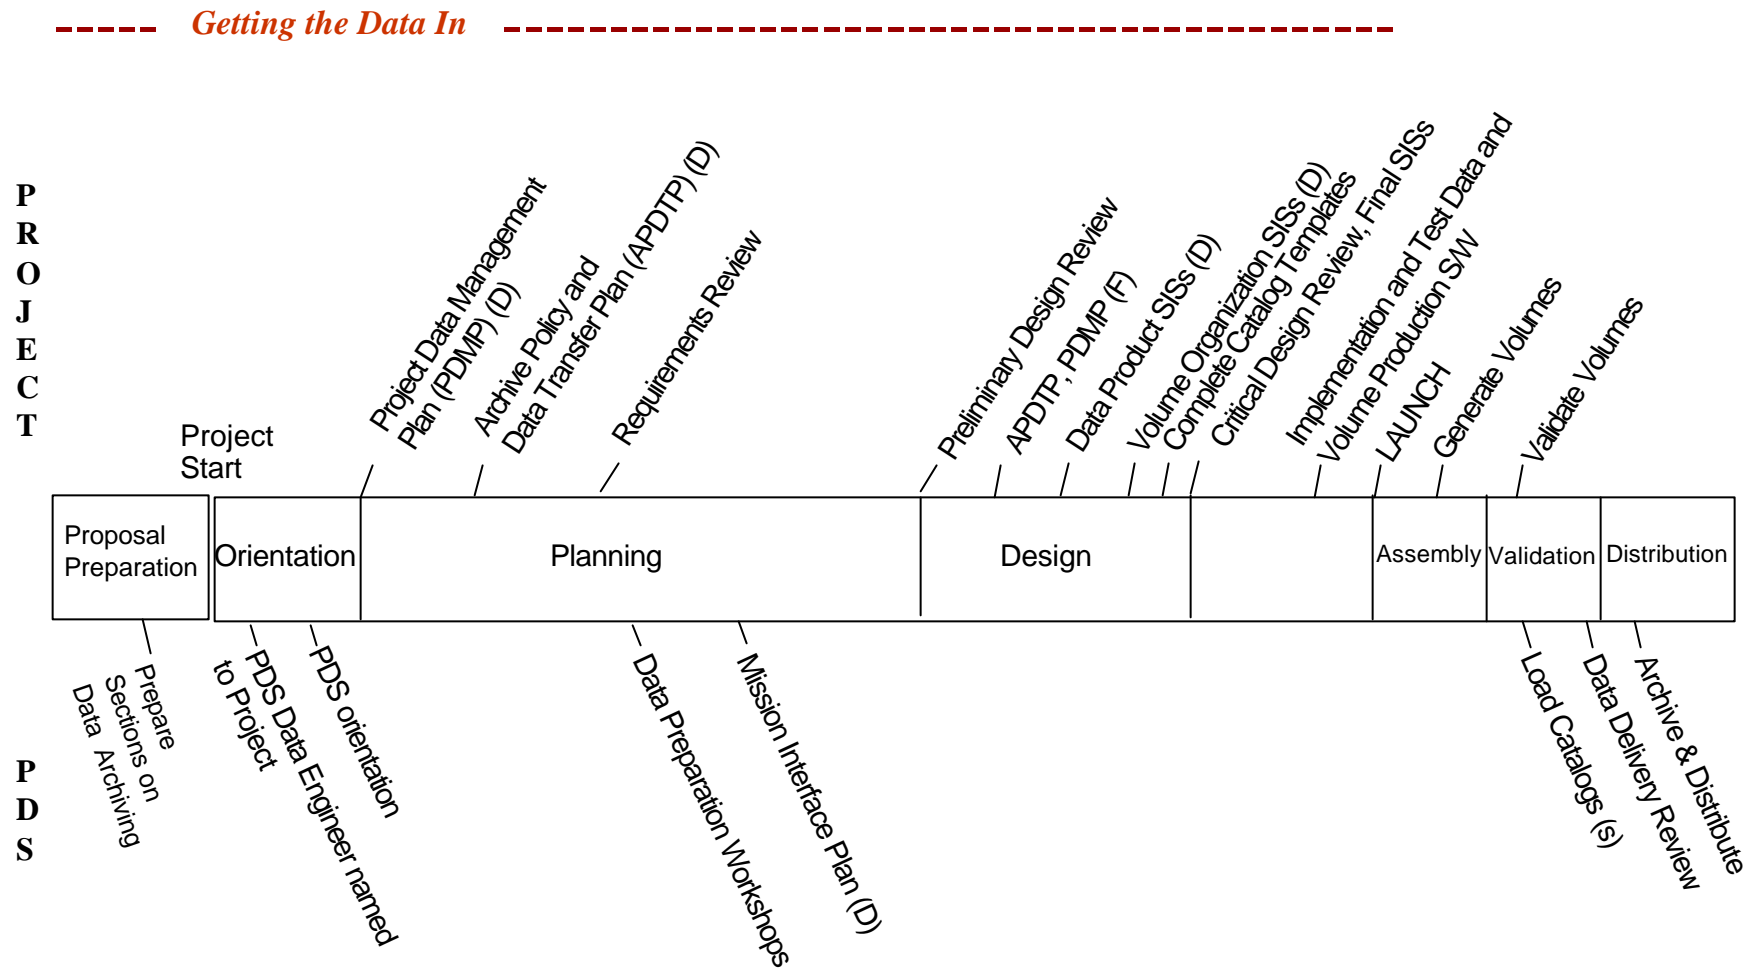 Getting the Data In
PROJECT
Project Data Management
Plan (PDMP) (D)
Archive Policy and
Data Transfer Plan (APDTP) (D)
Requirements Review
Preliminary Design Review
APDTP, PDMP (F)
Data Product SISs (D)
Volume Organization SISs (D)
Complete Catalog Templates
Critical Design Review, Final SISs
Implementation and Test Data and
Volume Production S/W
LAUNCH
Generate Volumes
Validate Volumes
Project
Start
Proposal
Preparation
Orientation
Planning
Design
Assembly
Validation
Distribution
PDS
Prepare
Sections on
Data Archiving
PDS Data Engineer named
to Project
PDS orientation
Data Preparation Workshops
Mission Interface Plan (D)
Load Catalogs (s)
Data Delivery Review
Archive & Distribute